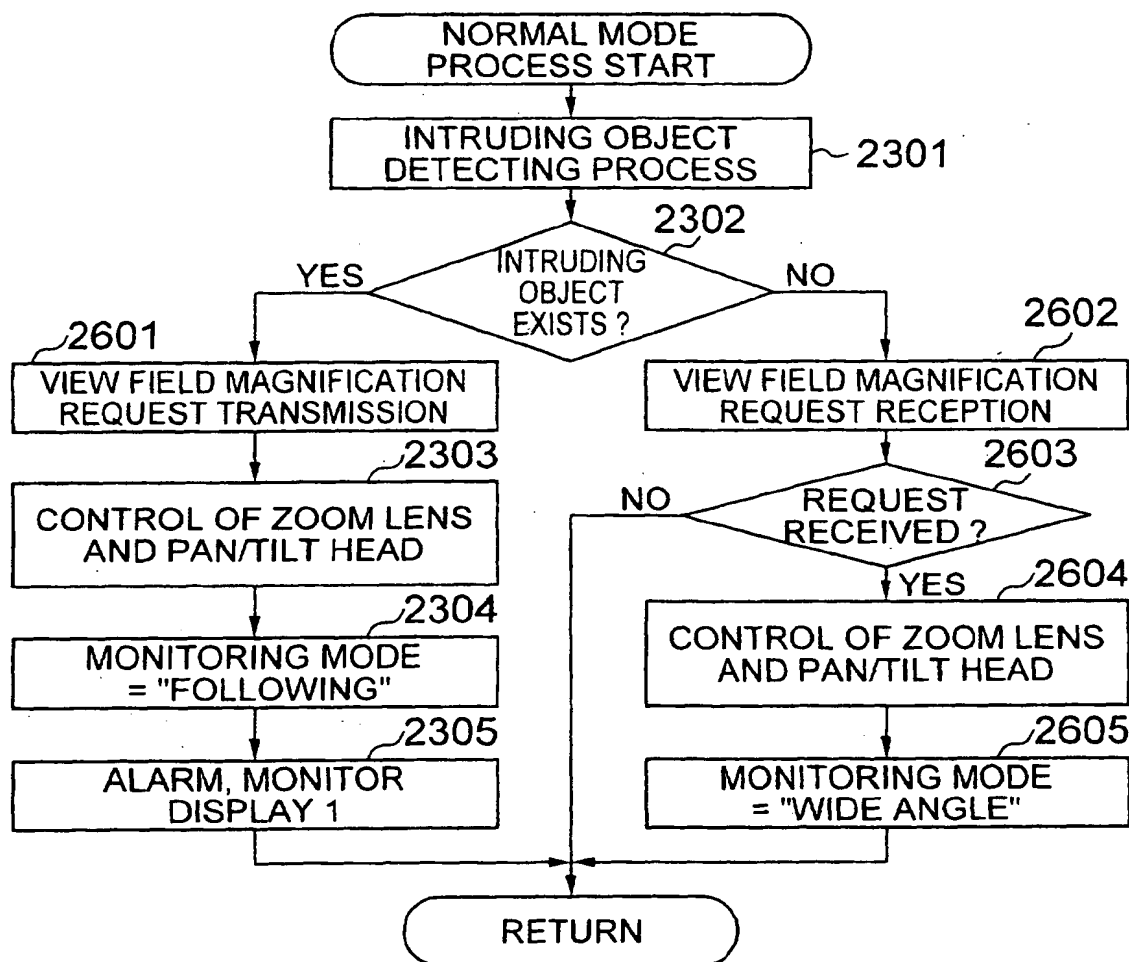 NORMAL MODE
PROCESS START
INTRUDING OBJECT
DETECTING PROCESS
2301
2302
INTRUDING
OBJECT
EXISTS ?
YES
NO
2601
VIEW FIELD MAGNIFICATION
REQUEST TRANSMISSION
2602
VIEW FIELD MAGNIFICATION
REQUEST RECEPTION
2303
CONTROL OF ZOOM LENS
AND PAN/TILT HEAD
2603
REQUEST
RECEIVED ?
NO
YES
2604
CONTROL OF ZOOM LENS
AND PAN/TILT HEAD
2304
MONITORING MODE
= "FOLLOWING"
2305
ALARM, MONITOR
DISPLAY 1
2605
MONITORING MODE
= "WIDE ANGLE"
RETURN